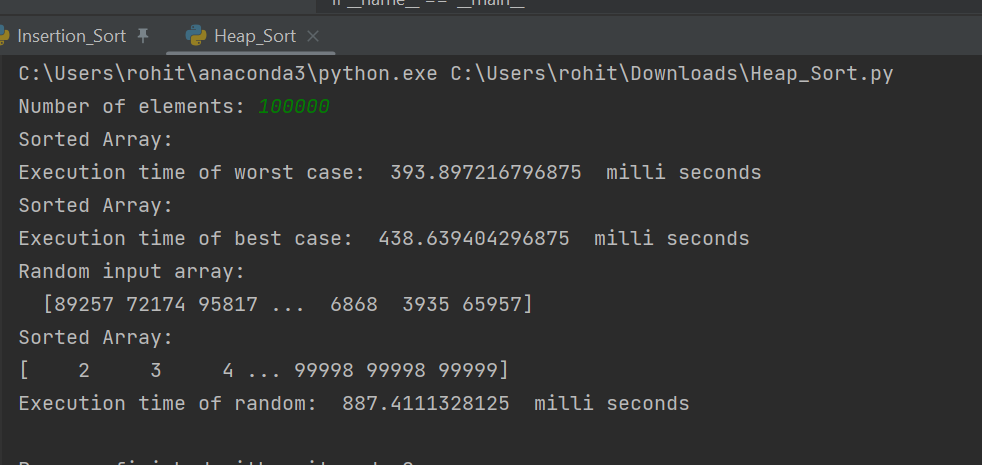 if __name__ == '__main__'
Insertion_Sort Heap_Sort
C:\Users\rohit\anaconda3\python.exe C:\Users\rohit\Downloads\Heap_Sort.py
Number of elements: 100000
Sorted Array:
Execution time of worst case:  393.897216796875  milli seconds
Sorted Array:
Execution time of best case:  438.639404296875  milli seconds
Random input array:
  [89257 72174 95817 ...  6868  3935 65957]
Sorted Array:
[    2     3     4 ... 99998 99998 99999]
Execution time of random:  887.4111328125  milli seconds